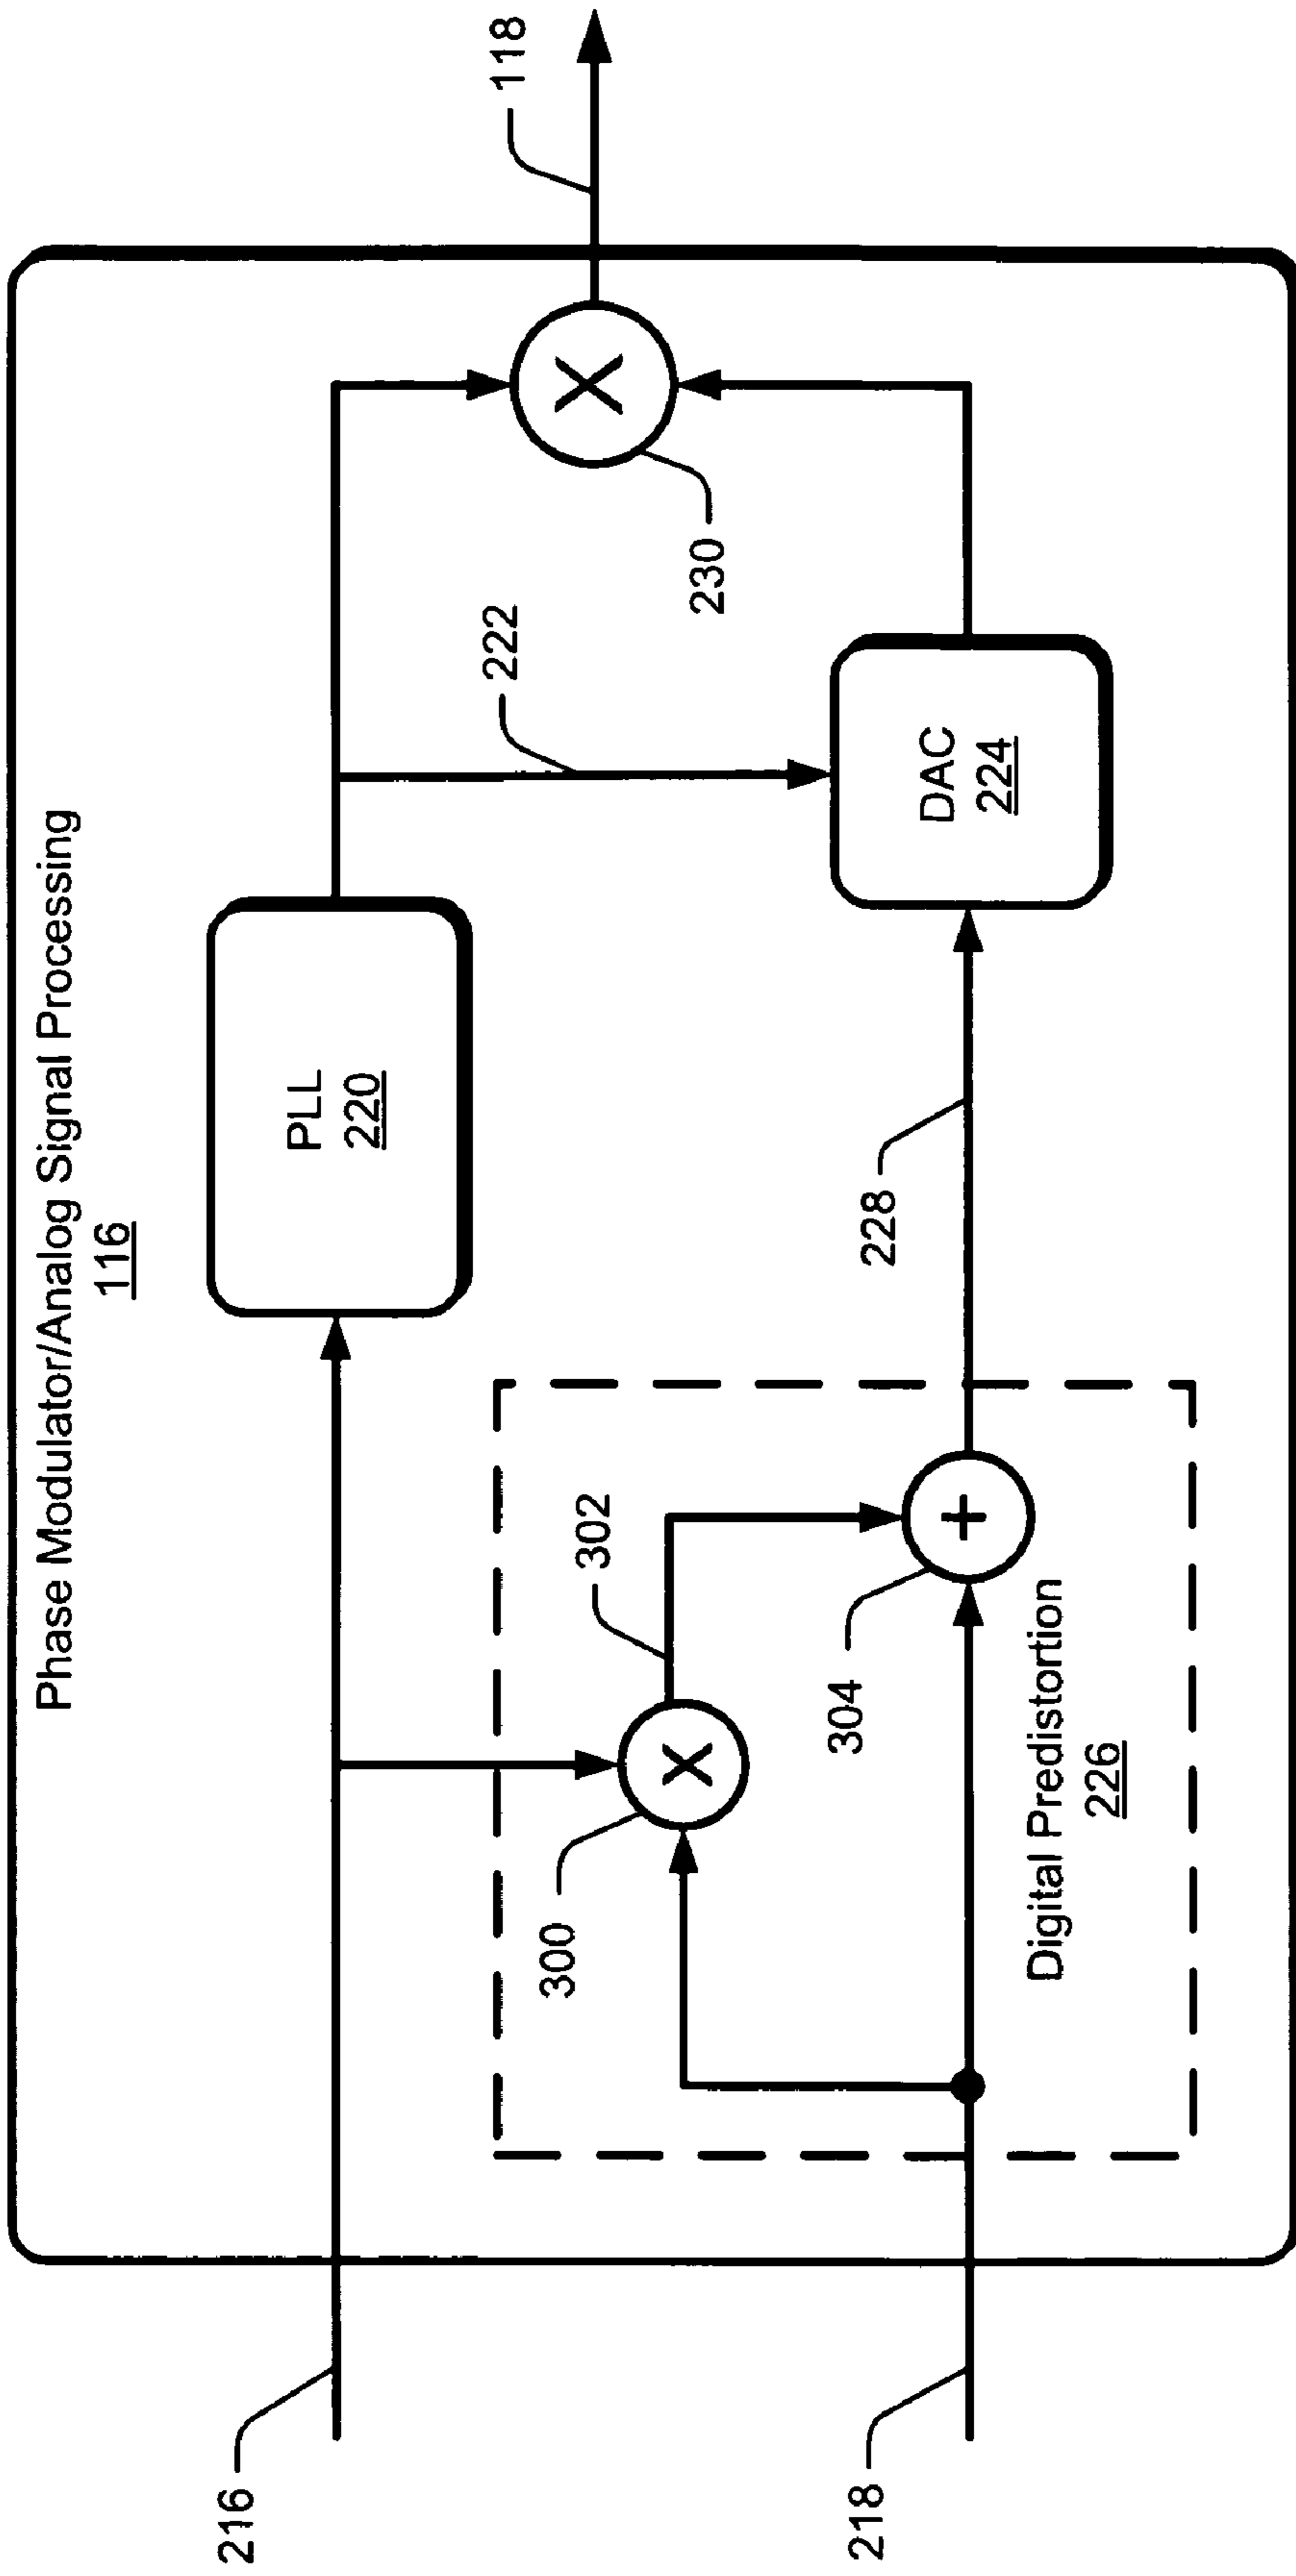 Phase Modulator/Analog Signal Processing
116
216
PLL
220
222
118
X
230
300
X
302
304
+
228
DAC
224
Digital Predistortion
226
218